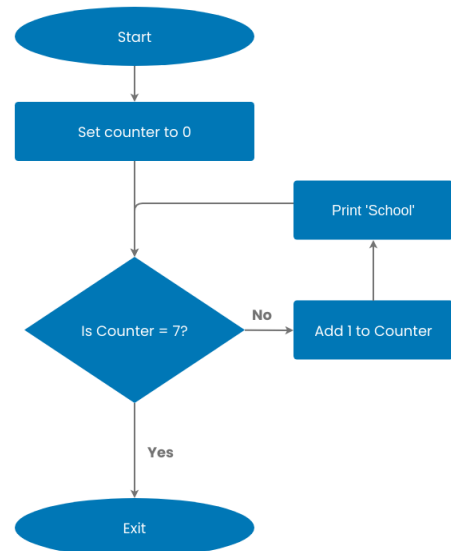 Start
Set counter to 0
Print 'School'
Is Counter = 7?
No
Add 1 to Counter
Yes
Exit